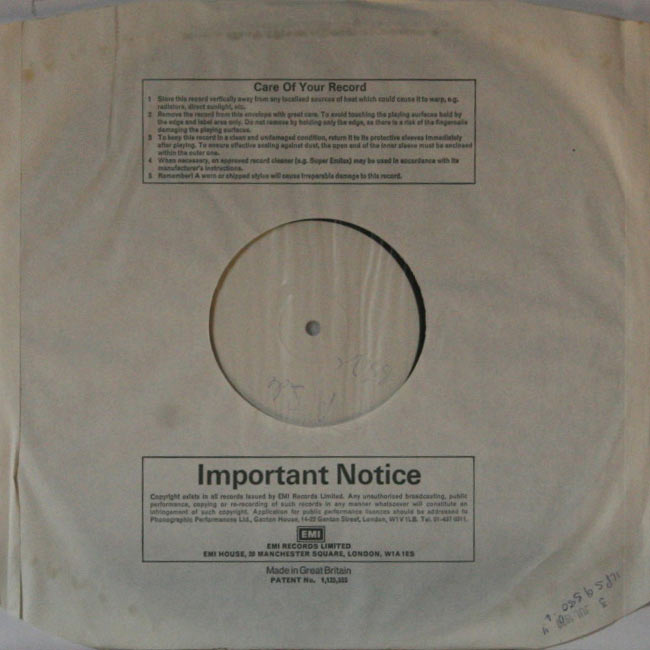 Care Of Your Record
1 Store this record vertically away from any localised sources of heat which could cause it to warp, e.g.
radiators, direct sunlight, etc.
2 Remove the record from this envelope with great care. To avoid touching the playing surfaces hold by
the edge and label area only. Do not remove by holding only the edge, as there is a risk of the fingernails
damaging the playing surfaces.
3 To keep this record in a clean and undamaged condition, return it to its protective sleeves immediately
after playing. To ensure effective sealing against dust, the open end of the inner sleeve must be enclosed
within the outer one.
4 When necessary, an approved record cleaner (e.g. Super Emitex) may be used in accordance with its
manufacturer's instructions.
5 Remember! A worn or chipped stylus will cause irreparable damage to this record.
Important Notice
Copyright exists in all records issued by EMI Records Limited. Any unauthorised broadcasting, public
performance, copying or re-recording of such records in any manner whatsoever will constitute an
infringement of such copyright. Application for public performance licences should be addressed to
Phonographic Performances Ltd., Ganton House, 14-22 Ganton Street, London, W1V 1LB. Tel. 01-437 0311.
EMI
EMI RECORDS LIMITED
EMI HOUSE, 20 MANCHESTER SQUARE, LONDON, W1A 1ES
Made in Great Britain
PATENT No. 1,125,555